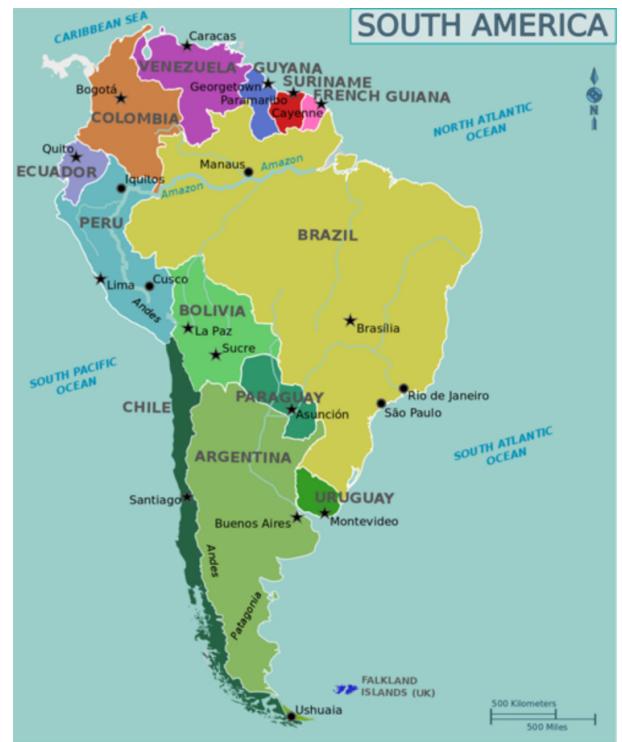 SOUTH AMERICA
CARIBBEAN SEA
Caracas
VENEZUELA
GUYANA
Georgetown
SURINAME
Paramaribo
FRENCH GUIANA
Cayenne
Bogotá
COLOMBIA
N
NORTH ATLANTIC
OCEAN
Quito
ECUADOR
Manaus
Amazon
Iquitos
Amazon
PERU
BRAZIL
Lima
Cusco
Andes
BOLIVIA
La Paz
Sucre
Brasília
SOUTH PACIFIC
OCEAN
CHILE
PARAGUAY
Asunción
Rio de Janeiro
São Paulo
SOUTH ATLANTIC
OCEAN
ARGENTINA
Santiago
URUGUAY
Buenos Aires
Montevideo
Andes
Patagonia
FALKLAND
ISLANDS (UK)
Ushuaia
500 Kilometers
500 Miles